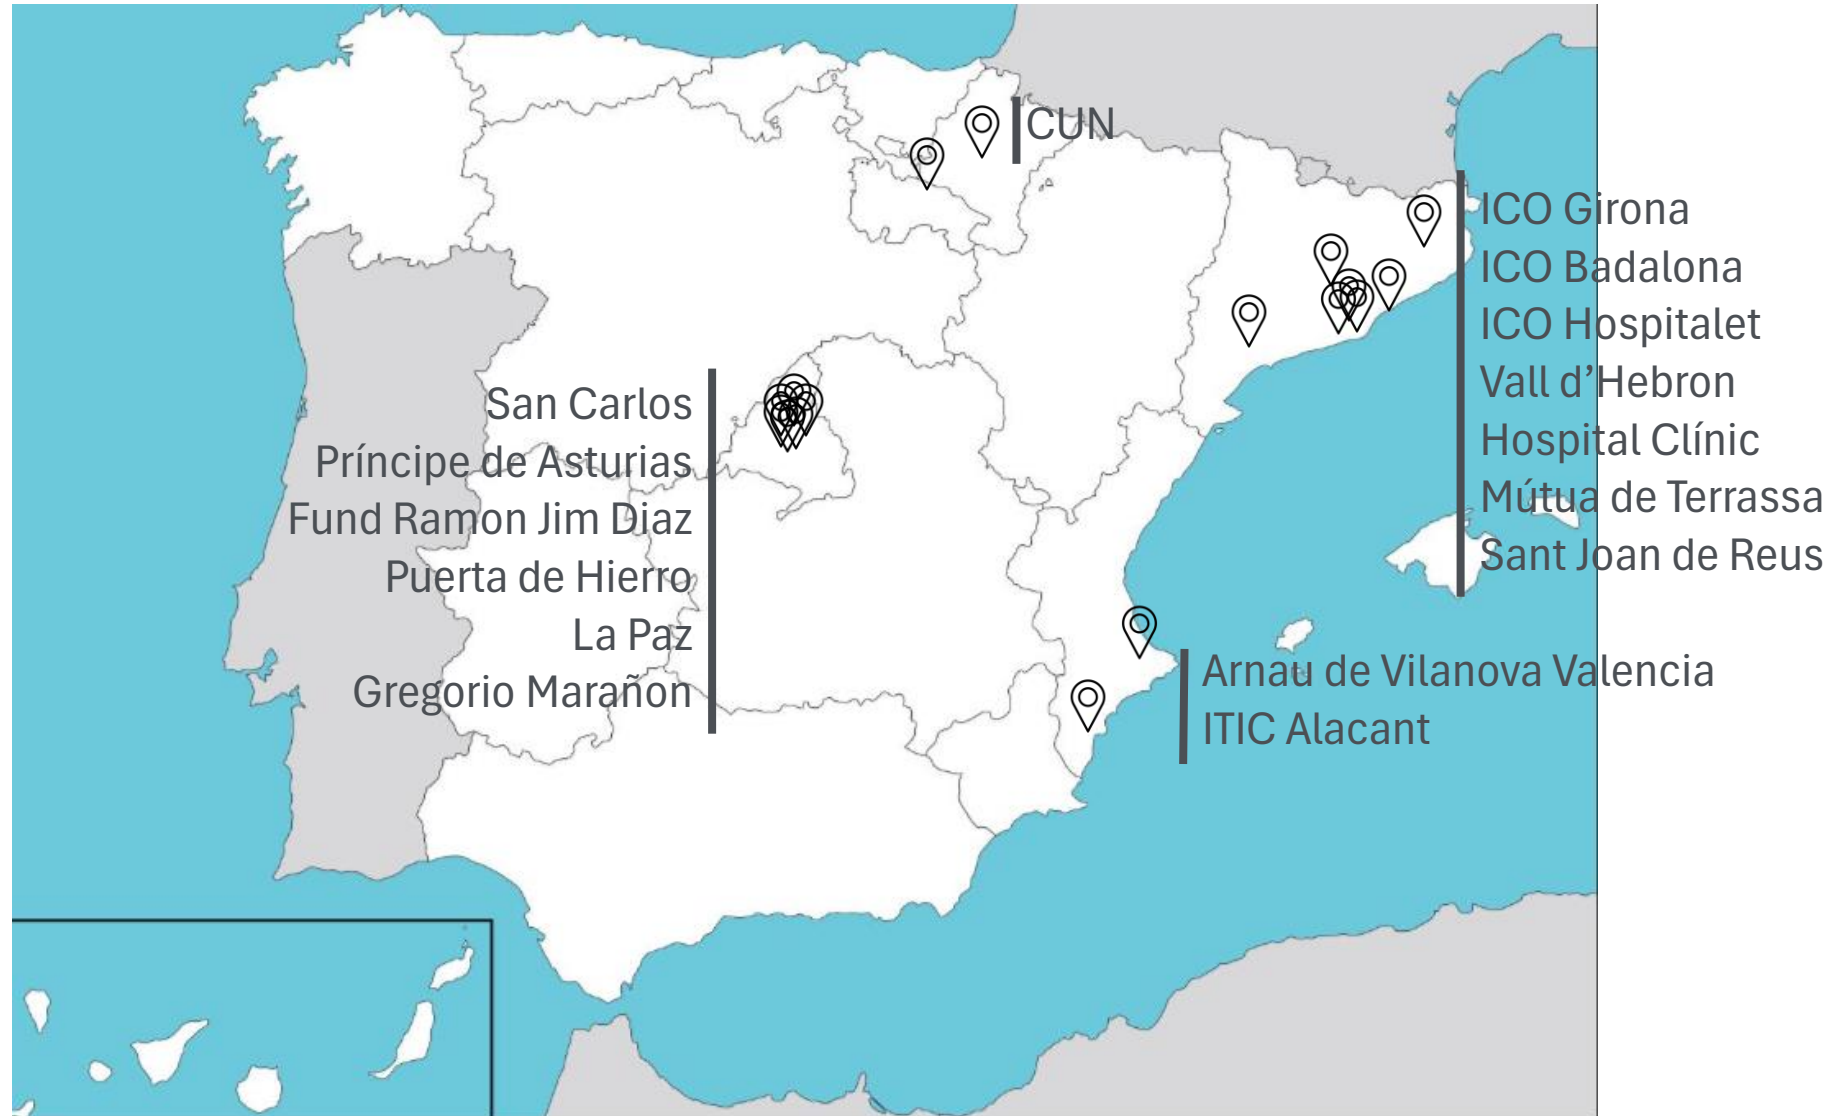 CUN
ICO Girona
ICO Badalona
ICO Hospitalet
Vall d’Hebron
Hospital Clínic
Mútua de Terrassa
Sant Joan de Reus
San Carlos
Príncipe de Asturias
Fund Ramon Jim Diaz
Puerta de Hierro
La Paz
Gregorio Marañon
Arnau de Vilanova Valencia
ITIC Alacant